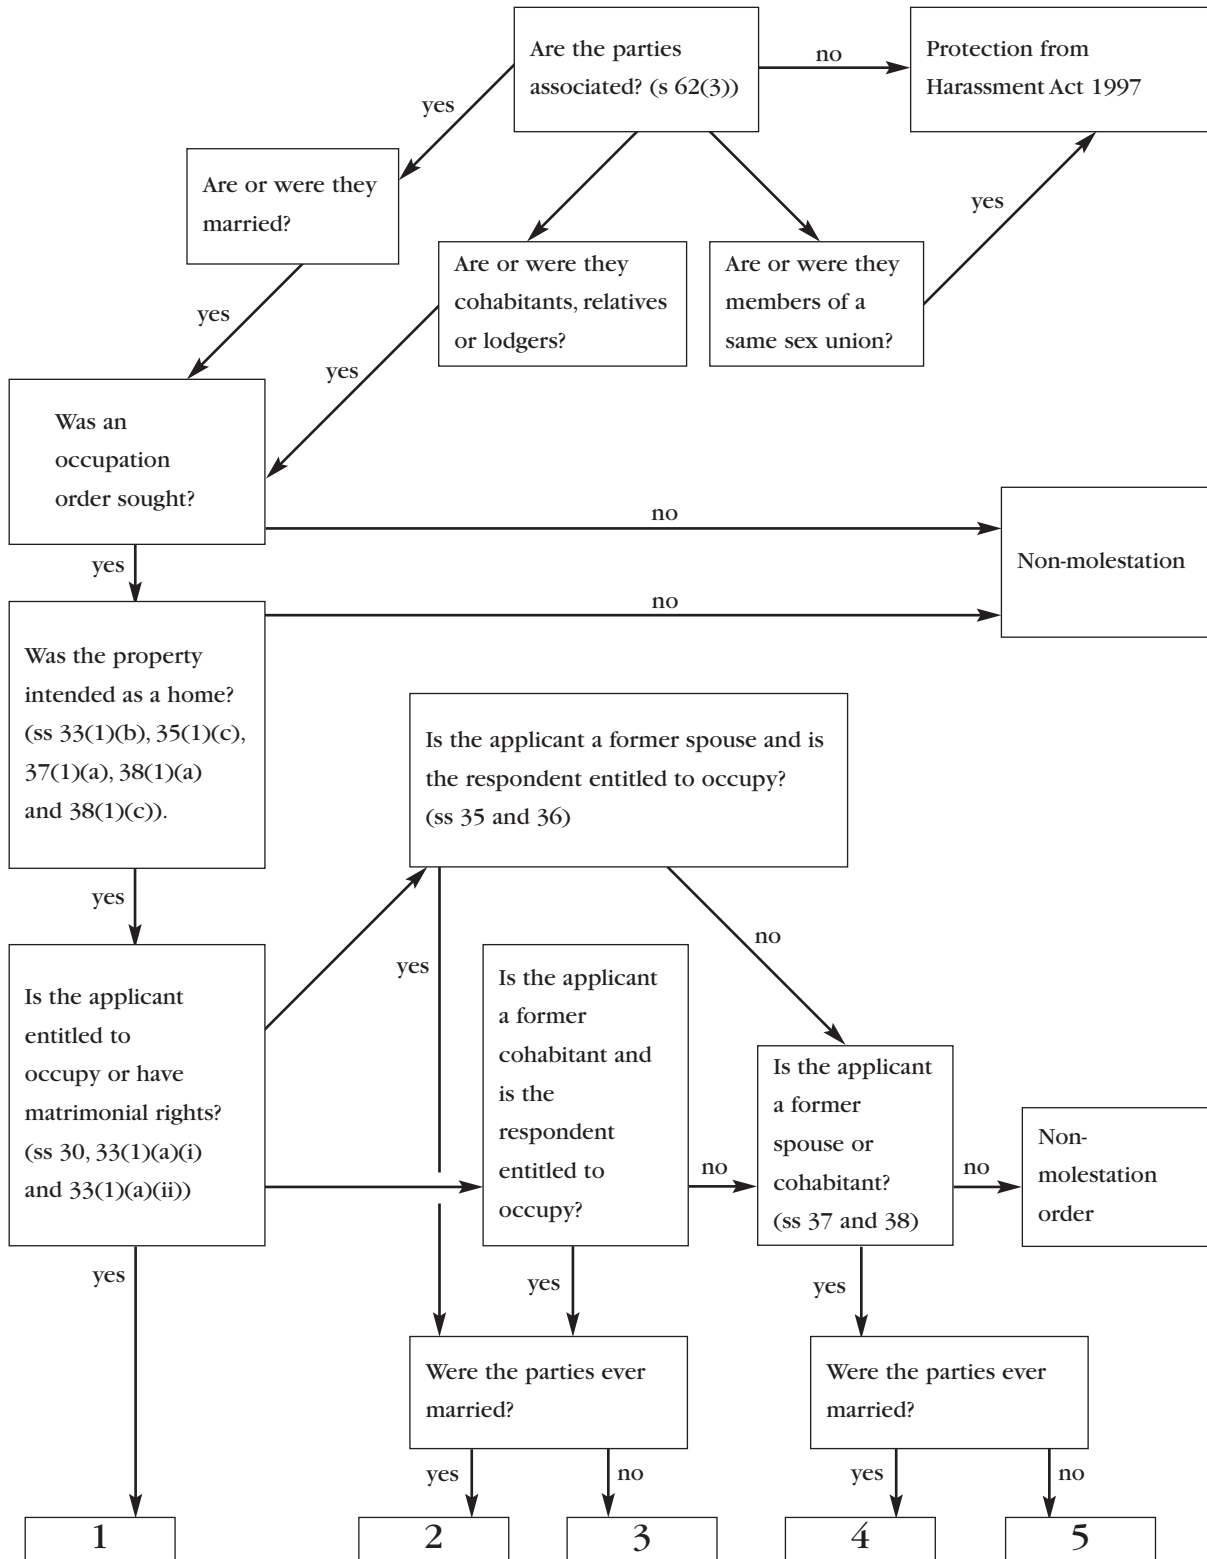 Are the parties
associated? (s 62(3))
no
Protection from
Harassment Act 1997
yes
Are or were they
married?
yes
Are or were they
cohabitants, relatives
or lodgers?
Are or were they
members of a
same sex union?
yes
yes
Was an
occupation
order sought?
no
Non-molestation
yes
no
Was the property
intended as a home?
(ss 33(1)(b), 35(1)(c),
37(1)(a), 38(1)(a)
and 38(1)(c)).
Is the applicant a former spouse and is
the respondent entitled to occupy?
(ss 35 and 36)
yes
no
yes
Is the applicant
entitled to
occupy or have
matrimonial rights?
(ss 30, 33(1)(a)(i)
and 33(1)(a)(ii))
Is the applicant
a former
cohabitant and
is the
respondent
entitled to
occupy?
no
Is the applicant
a former
spouse or
cohabitant?
(ss 37 and 38)
no
Non-
molestation
order
yes
yes
yes
Were the parties ever
married?
Were the parties ever
married?
yes
no
yes
no
1
2
3
4
5